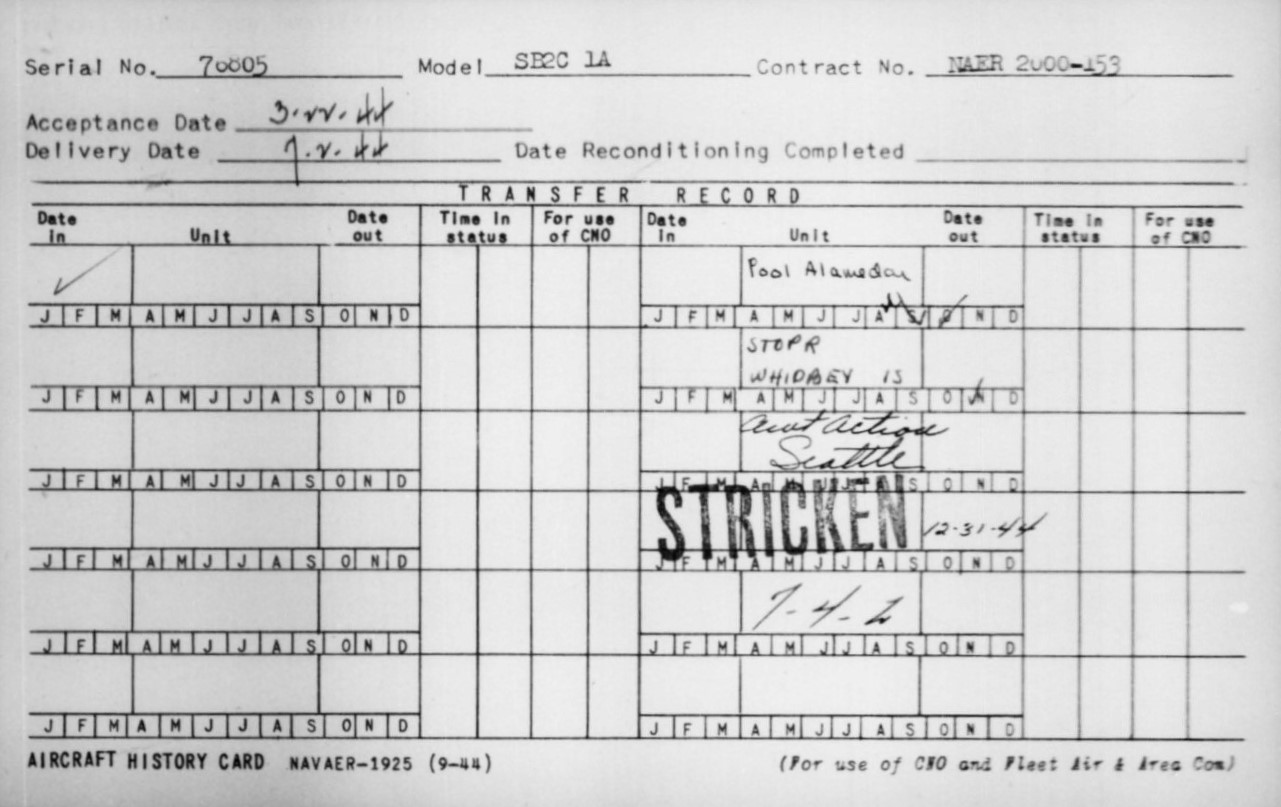 Serial No. 76805 Model SB2C 1A Contract No. NAER 2000-153
Acceptance Date 3.22.44
Delivery Date 7.2.44 Date Reconditioning Completed
TRANSFER RECORD
Date in Unit Date out Time in status For use of CNO Date in Unit Date out Time in status For use of CNO
Pool Alameda
J F M A M J J A S O N D J F M A M J J A S O N D
STOPR
WHIDBEY IS
J F M A M J J A S O N D J F M A M J J A S O N D
Awt Action
Seattle
J F M A M J J A S O N D J F M A M J J A S O N D
STRICKEN 12-31-44
J F M A M J J A S O N D J F M A M J J A S O N D
7-4-2
J F M A M J J A S O N D J F M A M J J A S O N D
J F M A M J J A S O N D J F M A M J J A S O N D
AIRCRAFT HISTORY CARD NAVAER-1925 (9-44) (For use of CNO and Fleet Air & Area Com)